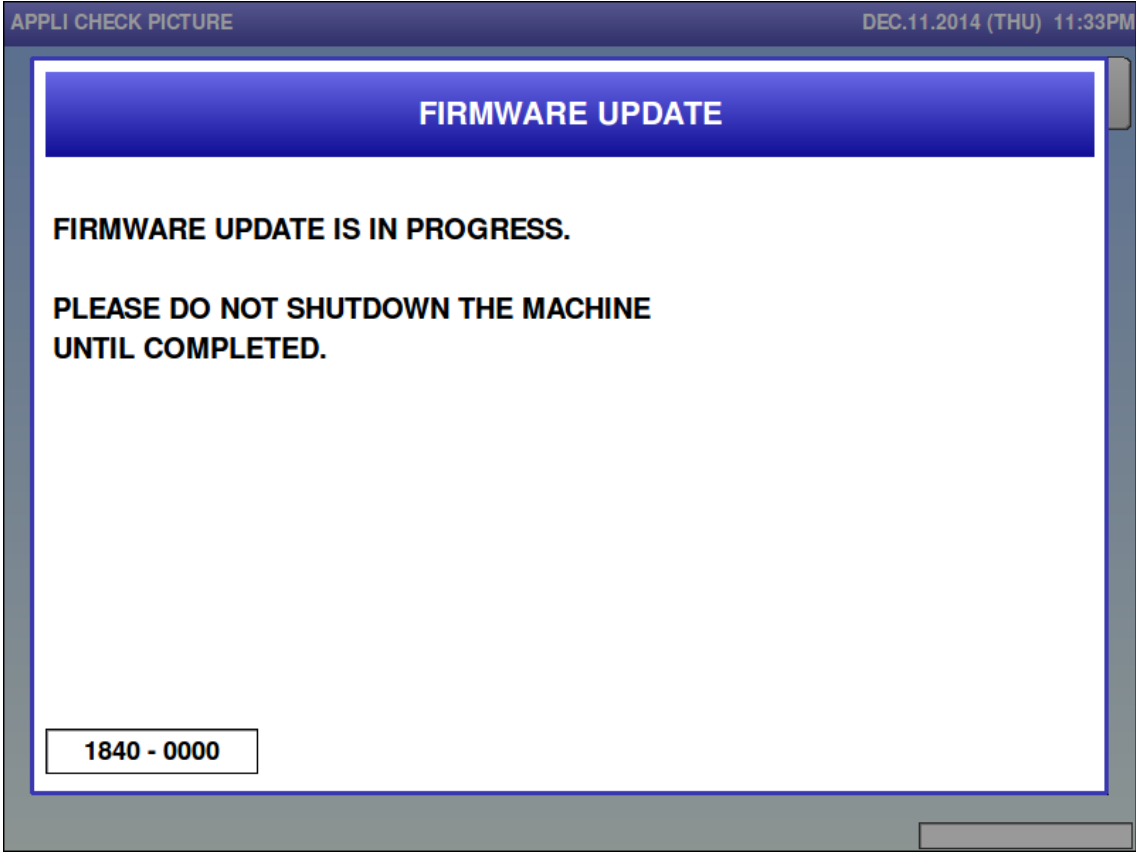 APPLI CHECK PICTURE DEC.11.2014 (THU) 11:33PM
FIRMWARE UPDATE
FIRMWARE UPDATE IS IN PROGRESS.
PLEASE DO NOT SHUTDOWN THE MACHINE
UNTIL COMPLETED.
1840 - 0000